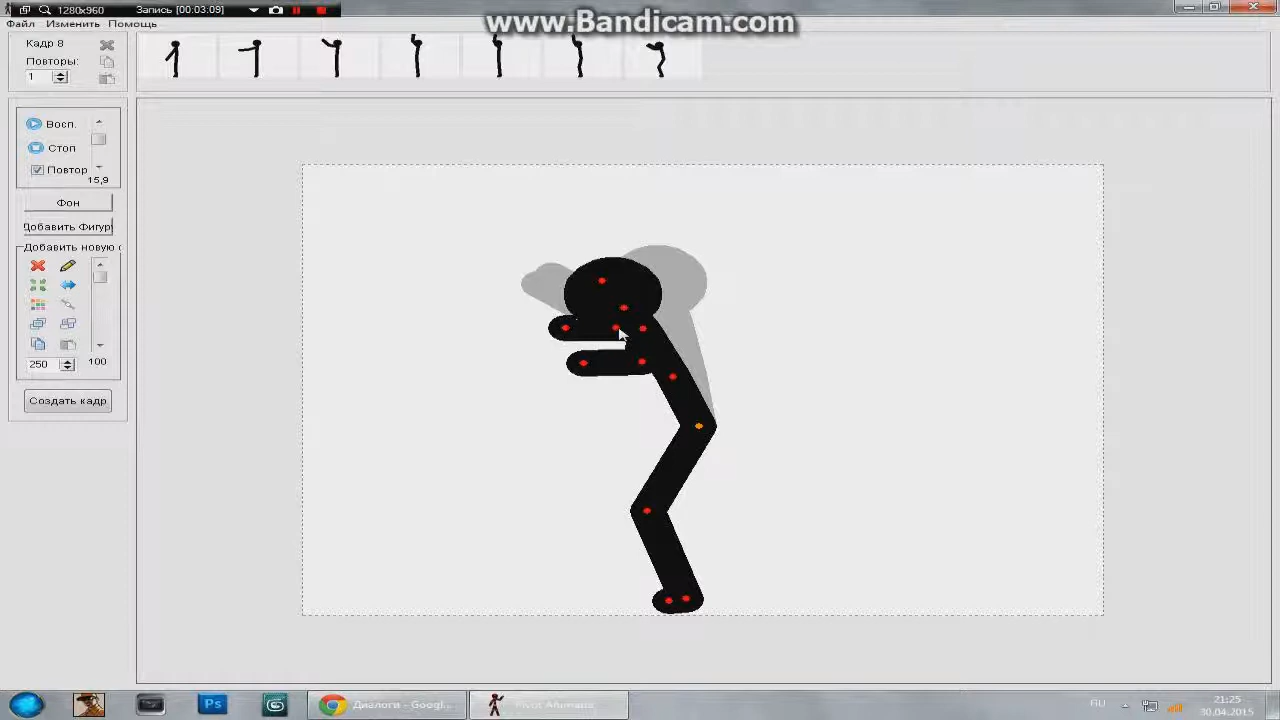 1280x960 Запись [00:03:09]
www.Bandicam.com
Файл Изменить Помощь
Кадр 8
Повторы:
1
Восп.
Стоп
Повтор
15,9
Фон
Добавить Фигур
Добавить новую
250
100
Создать кадр
Ps
Диалоги - Googl...
Pivot Animato
RU
21:25
30.04.2015